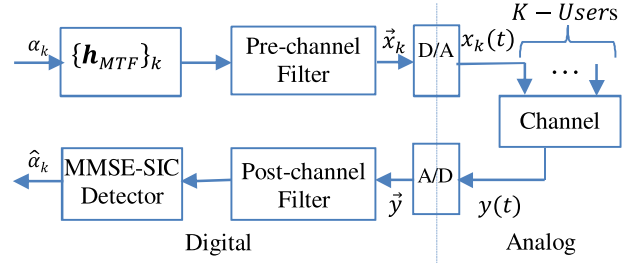 K − Users
α_k
{h_MTF}_k
Pre-channel
Filter
x⃗_k
D/A
x_k(t)
...
Channel
α̂_k
MMSE-SIC
Detector
Post-channel
Filter
y⃗
A/D
y(t)
Digital
Analog